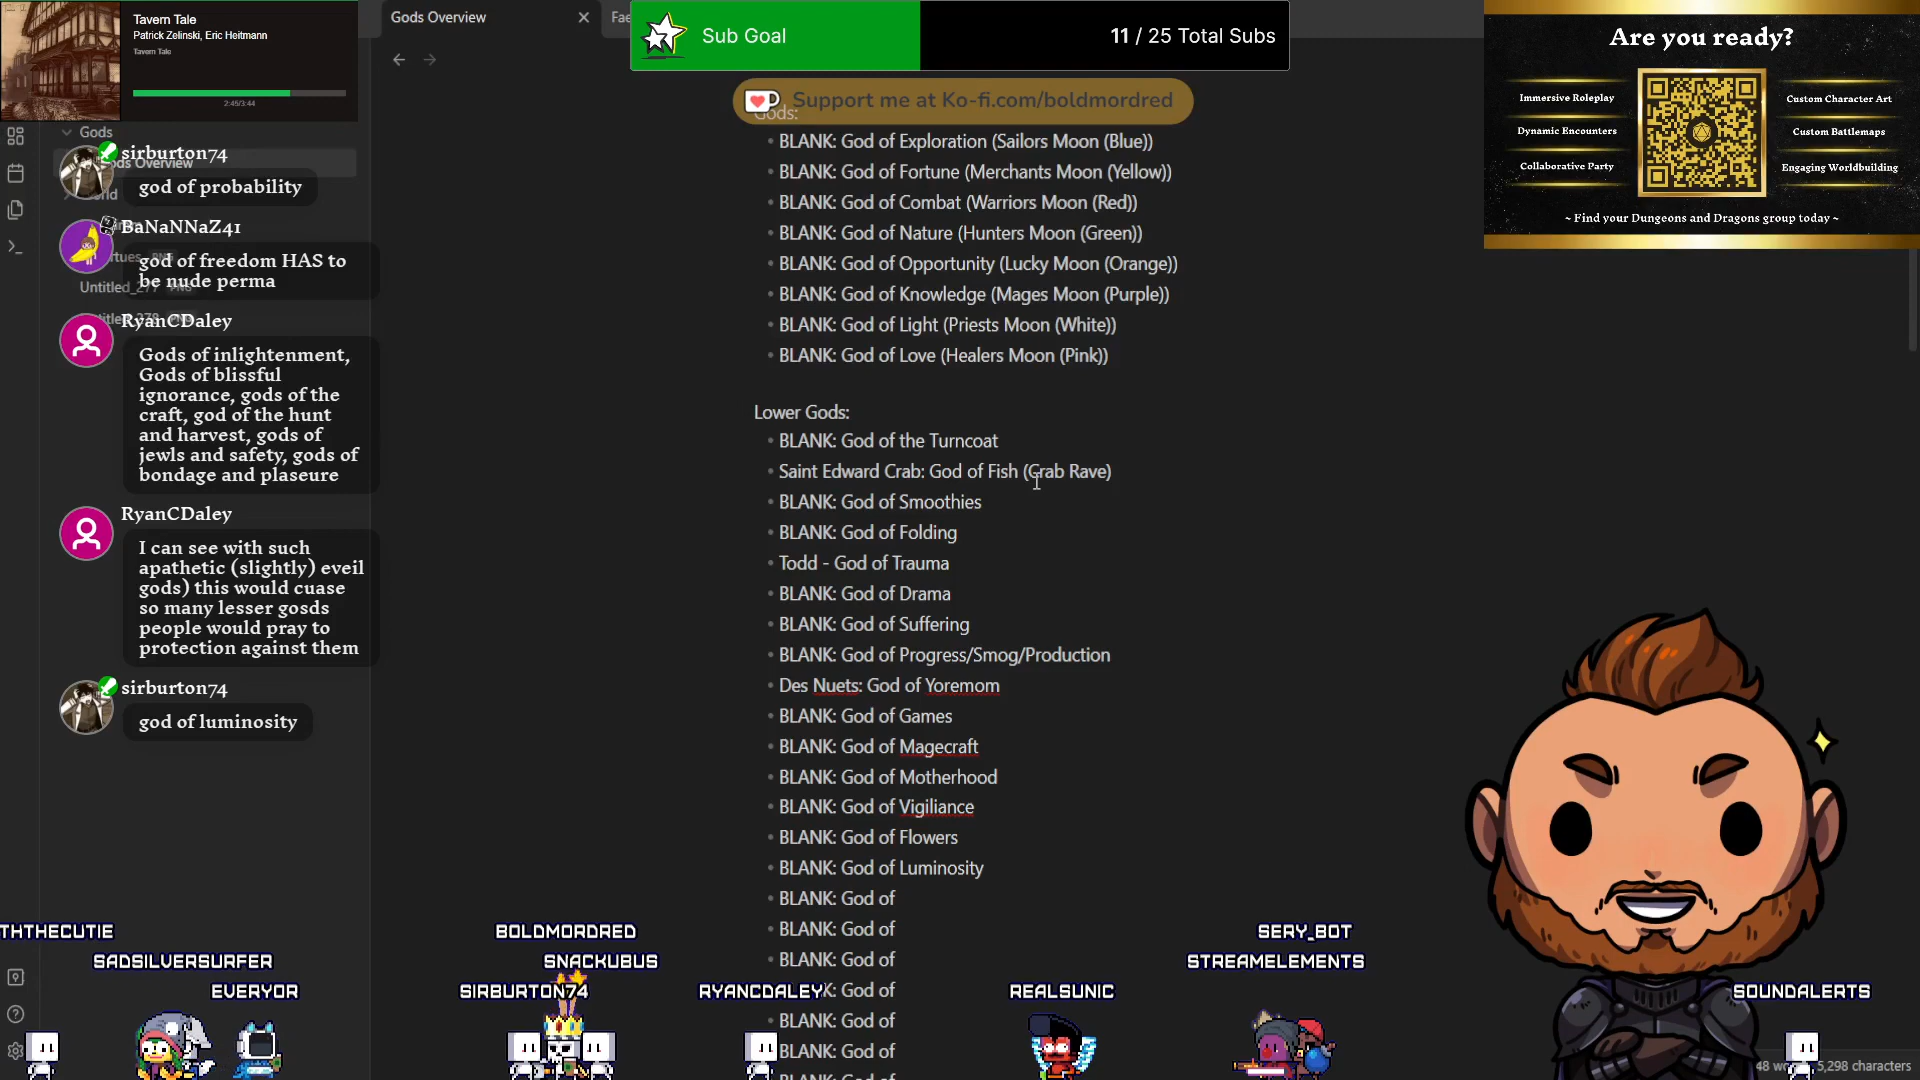 Tavern Tale
Patrick Zelinski, Eric Heitmann
Tavern Tale
2:45/3:44
Gods Overview
Sub Goal
11 / 25 Total Subs
Support me at Ko-fi.com/boldmordred
Are you ready?
Immersive Roleplay
Dynamic Encounters
Collaborative Party
Custom Character Art
Custom Battlemaps
Engaging Worldbuilding
~ Find your Dungeons and Dragons group today ~
Gods
Gods Overview
Untitled_277 PNG
sirburton74
god of probability
BaNaNNaZ41
god of freedom HAS to
be nude perma
RyanCDaley
Gods of inlightenment,
Gods of blissful
ignorance, gods of the
craft, god of the hunt
and harvest, gods of
jewls and safety, gods of
bondage and plaseure
RyanCDaley
I can see with such
apathetic (slightly) eveil
gods) this would cuase
so many lesser gosds
people would pray to
protection against them
sirburton74
god of luminosity
Gods:
BLANK: God of Exploration (Sailors Moon (Blue))
BLANK: God of Fortune (Merchants Moon (Yellow))
BLANK: God of Combat (Warriors Moon (Red))
BLANK: God of Nature (Hunters Moon (Green))
BLANK: God of Opportunity (Lucky Moon (Orange))
BLANK: God of Knowledge (Mages Moon (Purple))
BLANK: God of Light (Priests Moon (White))
BLANK: God of Love (Healers Moon (Pink))
Lower Gods:
BLANK: God of the Turncoat
Saint Edward Crab: God of Fish (Crab Rave)
BLANK: God of Smoothies
BLANK: God of Folding
Todd - God of Trauma
BLANK: God of Drama
BLANK: God of Suffering
BLANK: God of Progress/Smog/Production
Des Nuets: God of Yoremom
BLANK: God of Games
BLANK: God of Magecraft
BLANK: God of Motherhood
BLANK: God of Vigiliance
BLANK: God of Flowers
BLANK: God of Luminosity
BLANK: God of
BLANK: God of
BLANK: God of
God of
BLANK: God of
BLANK: God of
THTHECUTIE
SADSILVERSURFER
EVERYOR
BOLDMORDRED
SNACKUBUS
SIRBURTON74
RYANCDALEY
REALSUNIC
SERY_BOT
STREAMELEMENTS
SOUNDALERTS
5,298 characters